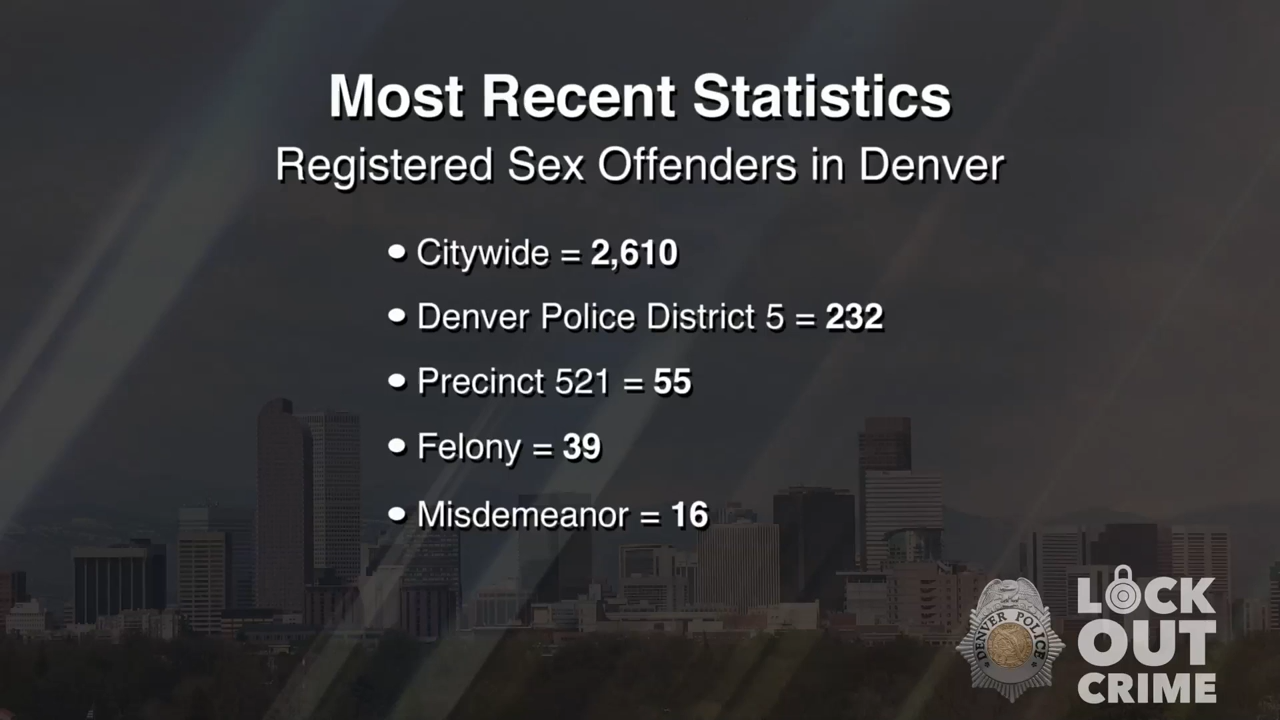 Most Recent Statistics
Registered Sex Offenders in Denver
• Citywide = 2,610
• Denver Police District 5 = 232
• Precinct 521 = 55
• Felony = 39
• Misdemeanor = 16
DENVER POLICE
LOCK
OUT
CRIME